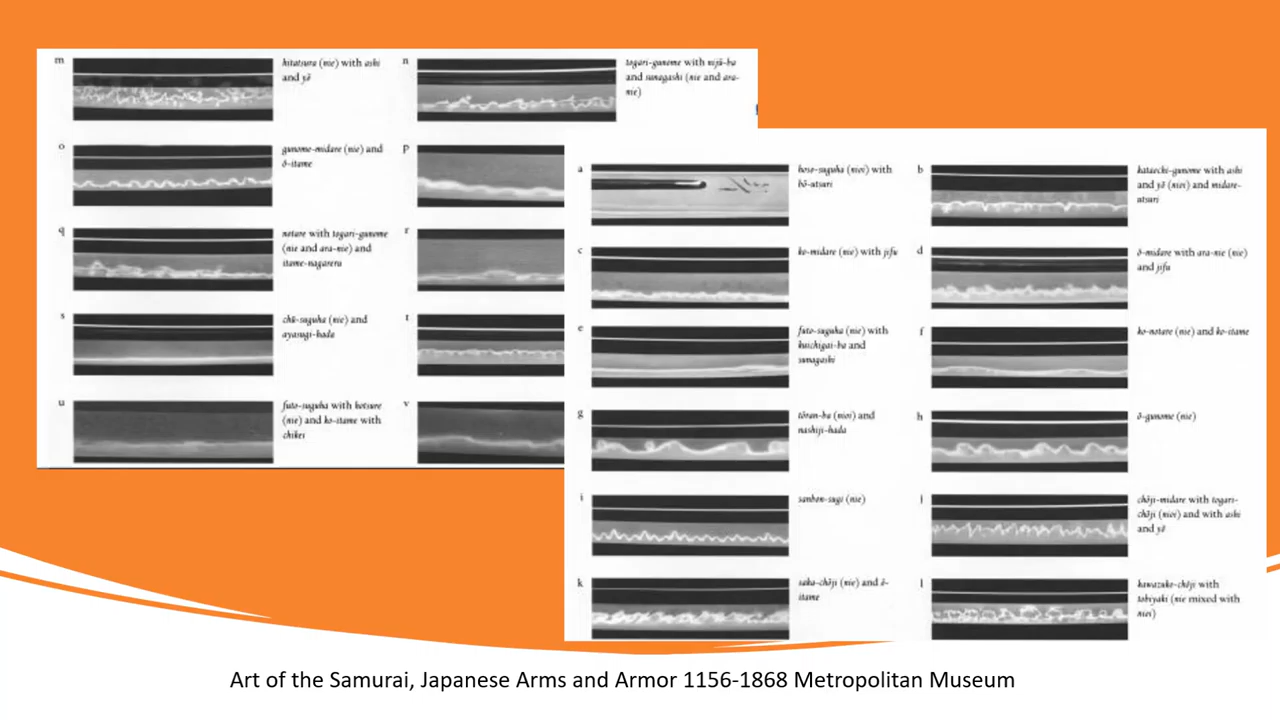 m
hitatsura (nie) with ashi
and yō
n
togari-gunome with nijū-ba
and sunagashi (nie and ara-
nie)
o
gunome-midare (nie) and
ō-itame
p
q
notare with togari-gunome
(nie and ara-nie) and
itame-nagareru
r
s
chū-suguha (nie) and
ayasugi-hada
t
u
futo-suguha with hotsure
(nie) and ko-itame with
chikei
v
a
hoso-suguha (nioi) with
bō-utsuri
b
kataochi-gunome with ashi
and yō (nioi) and midare-
utsuri
c
ko-midare (nie) with jifu
d
ō-midare with ara-nie (nie)
and jifu
e
futo-suguha (nie) with
kuichigai-ba and
sunagashi
f
ko-notare (nie) and ko-itame
g
tōran-ba (nioi) and
nashiji-hada
h
ō-gunome (nie)
i
sanbon-sugi (nie)
j
chōji-midare with togari-
chōji (nioi) and with ashi
and yō
k
saka-chōji (nie) and ō-
itame
l
kawazuko-chōji with
tobiyaki (nie mixed with
nioi)
Art of the Samurai, Japanese Arms and Armor 1156-1868 Metropolitan Museum